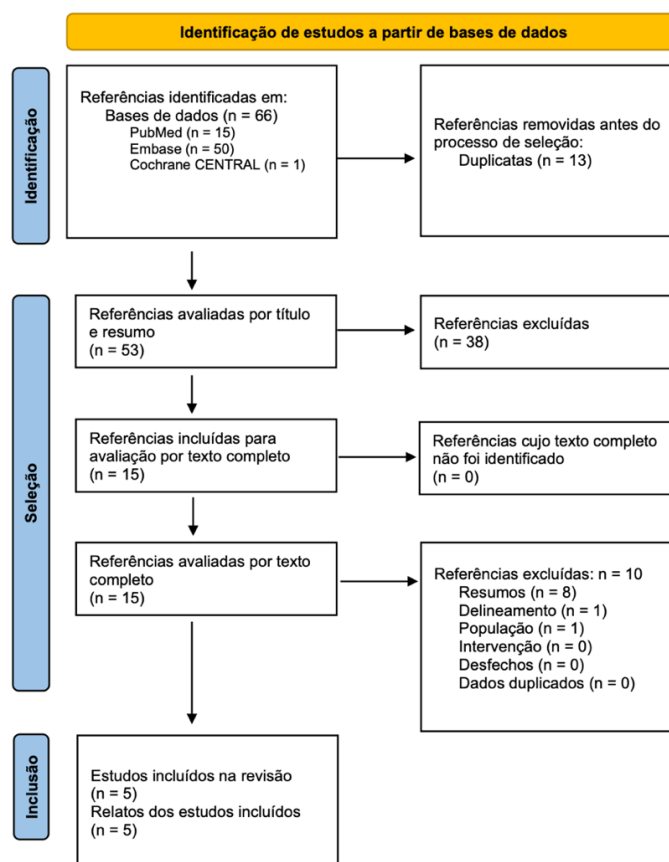 Identificação de estudos a partir de bases de dados
Identificação
Referências identificadas em:
Bases de dados (n = 66)
PubMed (n = 15)
Embase (n = 50)
Cochrane CENTRAL (n = 1)
Referências removidas antes do
processo de seleção:
Duplicatas (n = 13)
Seleção
Referências avaliadas por título
e resumo
(n = 53)
Referências excluídas
(n = 38)
Referências incluídas para
avaliação por texto completo
(n = 15)
Referências cujo texto completo
não foi identificado
(n = 0)
Referências avaliadas por texto
completo
(n = 15)
Referências excluídas: n = 10
Resumos (n = 8)
Delineamento (n = 1)
População (n = 1)
Intervenção (n = 0)
Desfechos (n = 0)
Dados duplicados (n = 0)
Inclusão
Estudos incluídos na revisão
(n = 5)
Relatos dos estudos incluídos
(n = 5)